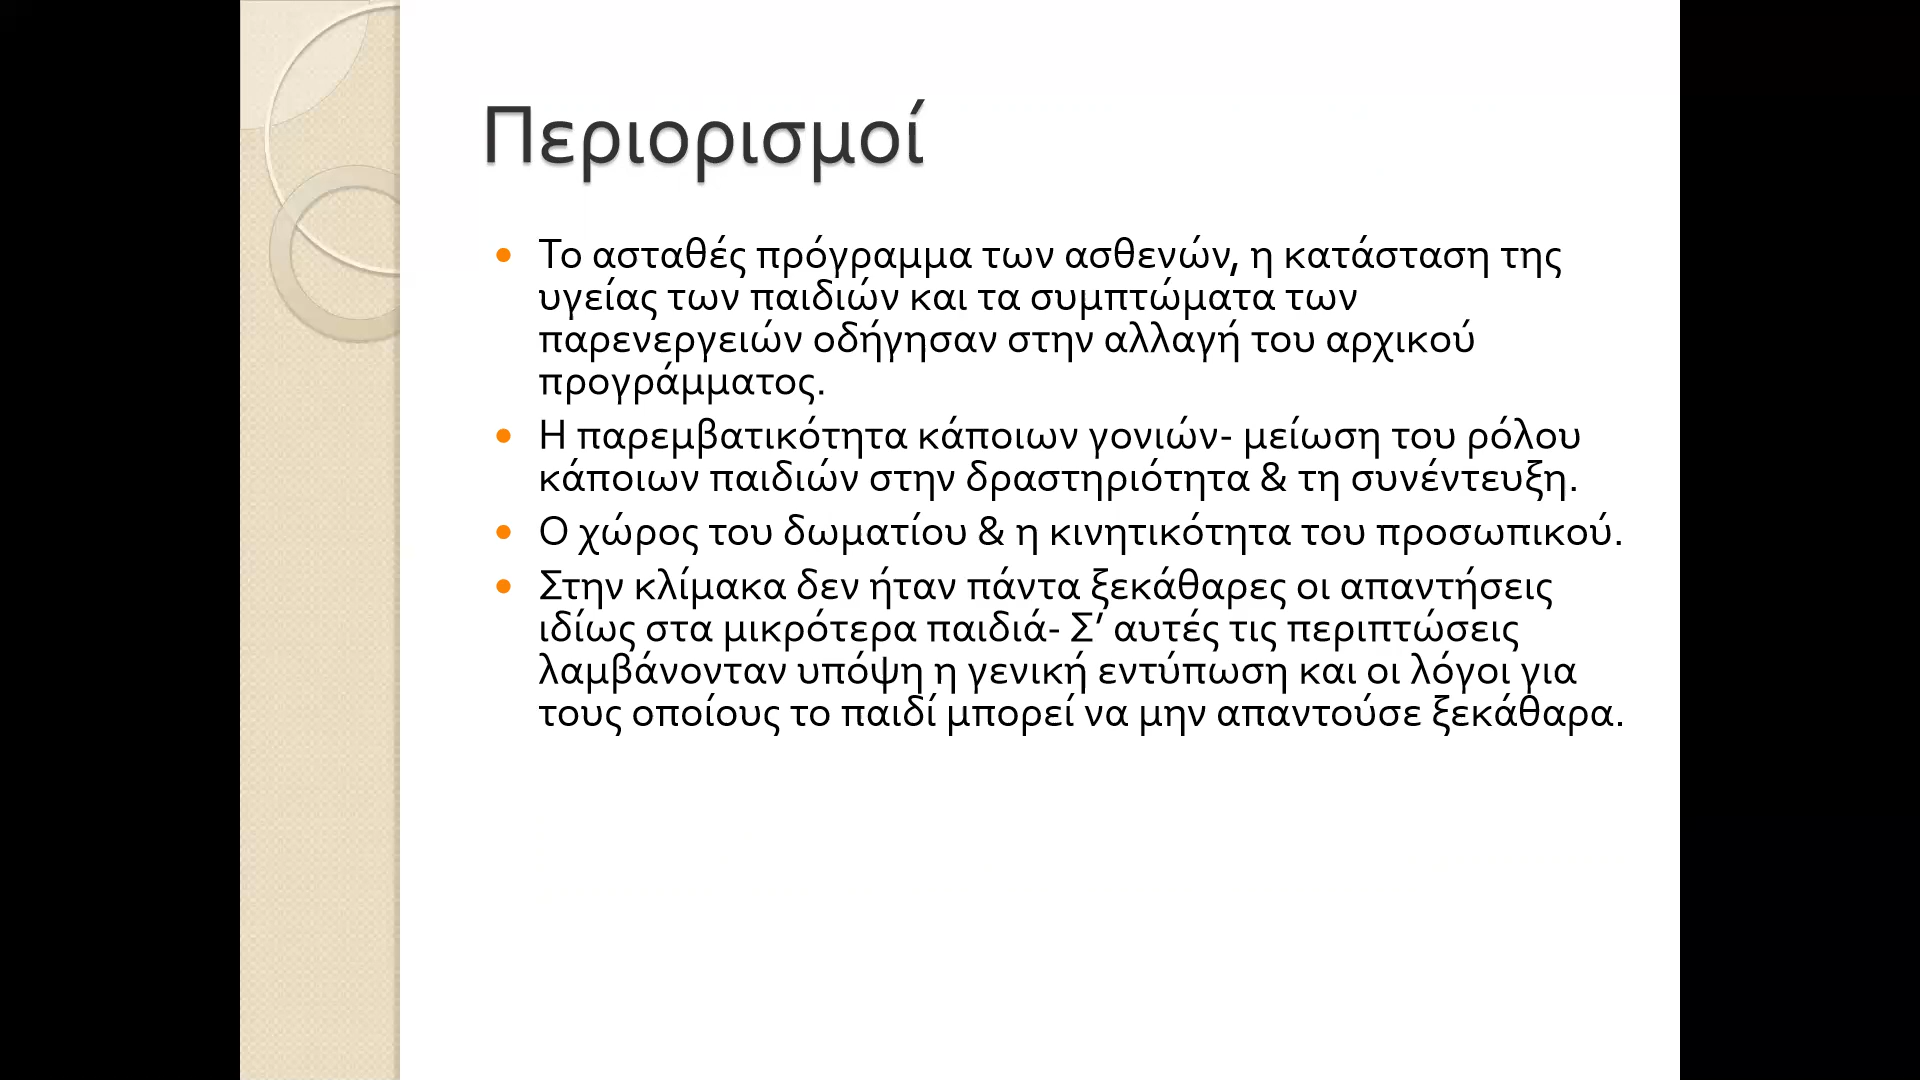 Περιορισμοί
• Το ασταθές πρόγραμμα των ασθενών, η κατάσταση της
υγείας των παιδιών και τα συμπτώματα των
παρενεργειών οδήγησαν στην αλλαγή του αρχικού
προγράμματος.
• Η παρεμβατικότητα κάποιων γονιών- μείωση του ρόλου
κάποιων παιδιών στην δραστηριότητα & τη συνέντευξη.
• Ο χώρος του δωματίου & η κινητικότητα του προσωπικού.
• Στην κλίμακα δεν ήταν πάντα ξεκάθαρες οι απαντήσεις
ιδίως στα μικρότερα παιδιά- Σ’ αυτές τις περιπτώσεις
λαμβάνονταν υπόψη η γενική εντύπωση και οι λόγοι για
τους οποίους το παιδί μπορεί να μην απαντούσε ξεκάθαρα.